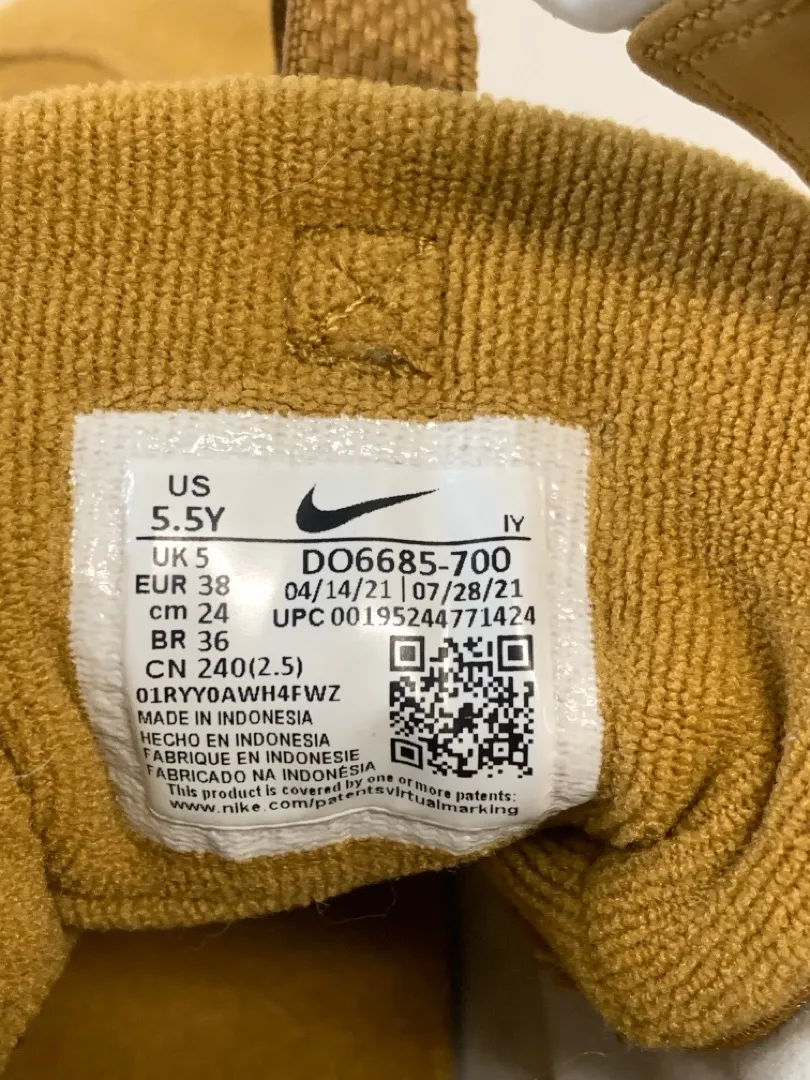 US
5.5Y
IY
UK 5
EUR 38
cm 24
BR 36
CN 240(2.5)
DO6685-700
04/14/21 | 07/28/21
UPC 00195244771424
01RYY0AWH4FWZ
MADE IN INDONESIA
HECHO EN INDONESIA
FABRIQUE EN INDONESIE
FABRICADO NA INDONÉSIA
This product is covered by one or more patents:
www.nike.com/patentsvirtualmarking